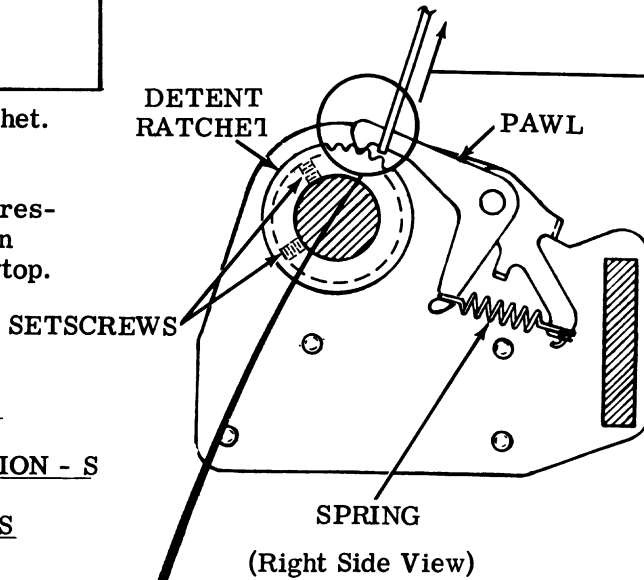 het.
DETENT
RATCHET
PAWL
res-
n
top.
SETSCREWS
ION - S
S
SPRING
(Right Side View)